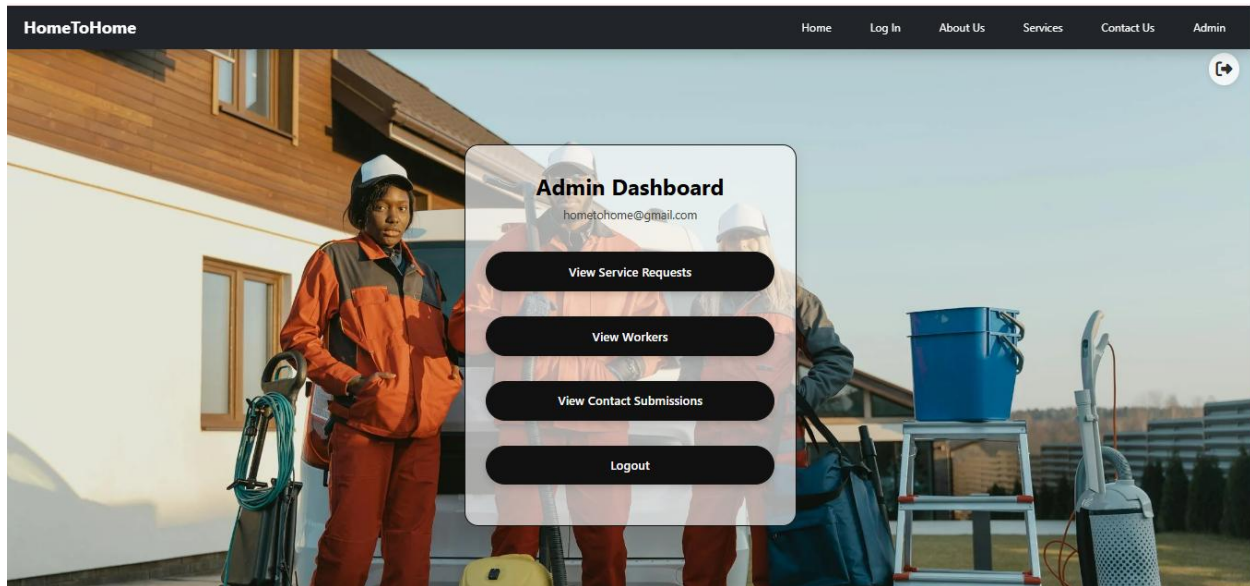 HomeToHome
Home Log In About Us Services Contact Us Admin
Admin Dashboard
hometohome@gmail.com
View Service Requests
View Workers
View Contact Submissions
Logout